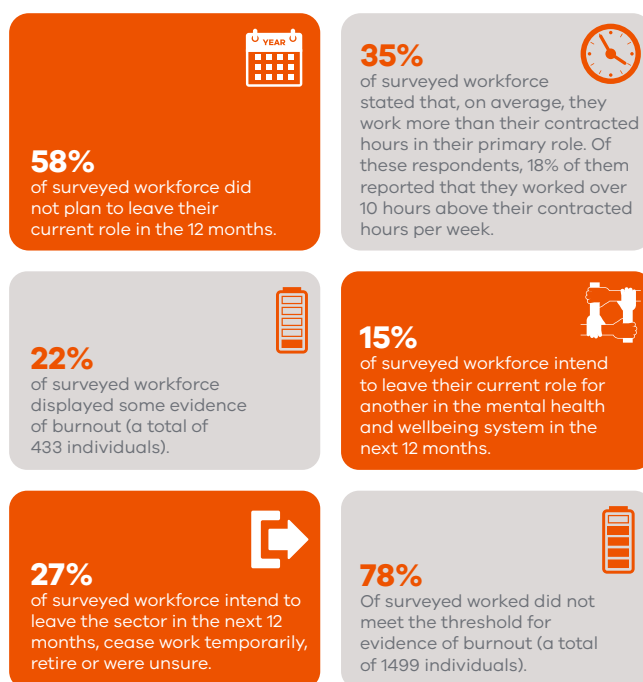 YEAR
58%
of surveyed workforce did
not plan to leave their
current role in the 12 months.
35%
of surveyed workforce
stated that, on average, they
work more than their contracted
hours in their primary role. Of
these respondents, 18% of them
reported that they worked over
10 hours above their contracted
hours per week.
22%
of surveyed workforce
displayed some evidence
of burnout (a total of
433 individuals).
15%
of surveyed workforce intend
to leave their current role for
another in the mental health
and wellbeing system in the
next 12 months.
27%
of surveyed workforce intend to
leave the sector in the next 12
months, cease work temporarily,
retire or were unsure.
78%
Of surveyed worked did not
meet the threshold for
evidence of burnout (a total
of 1499 individuals).